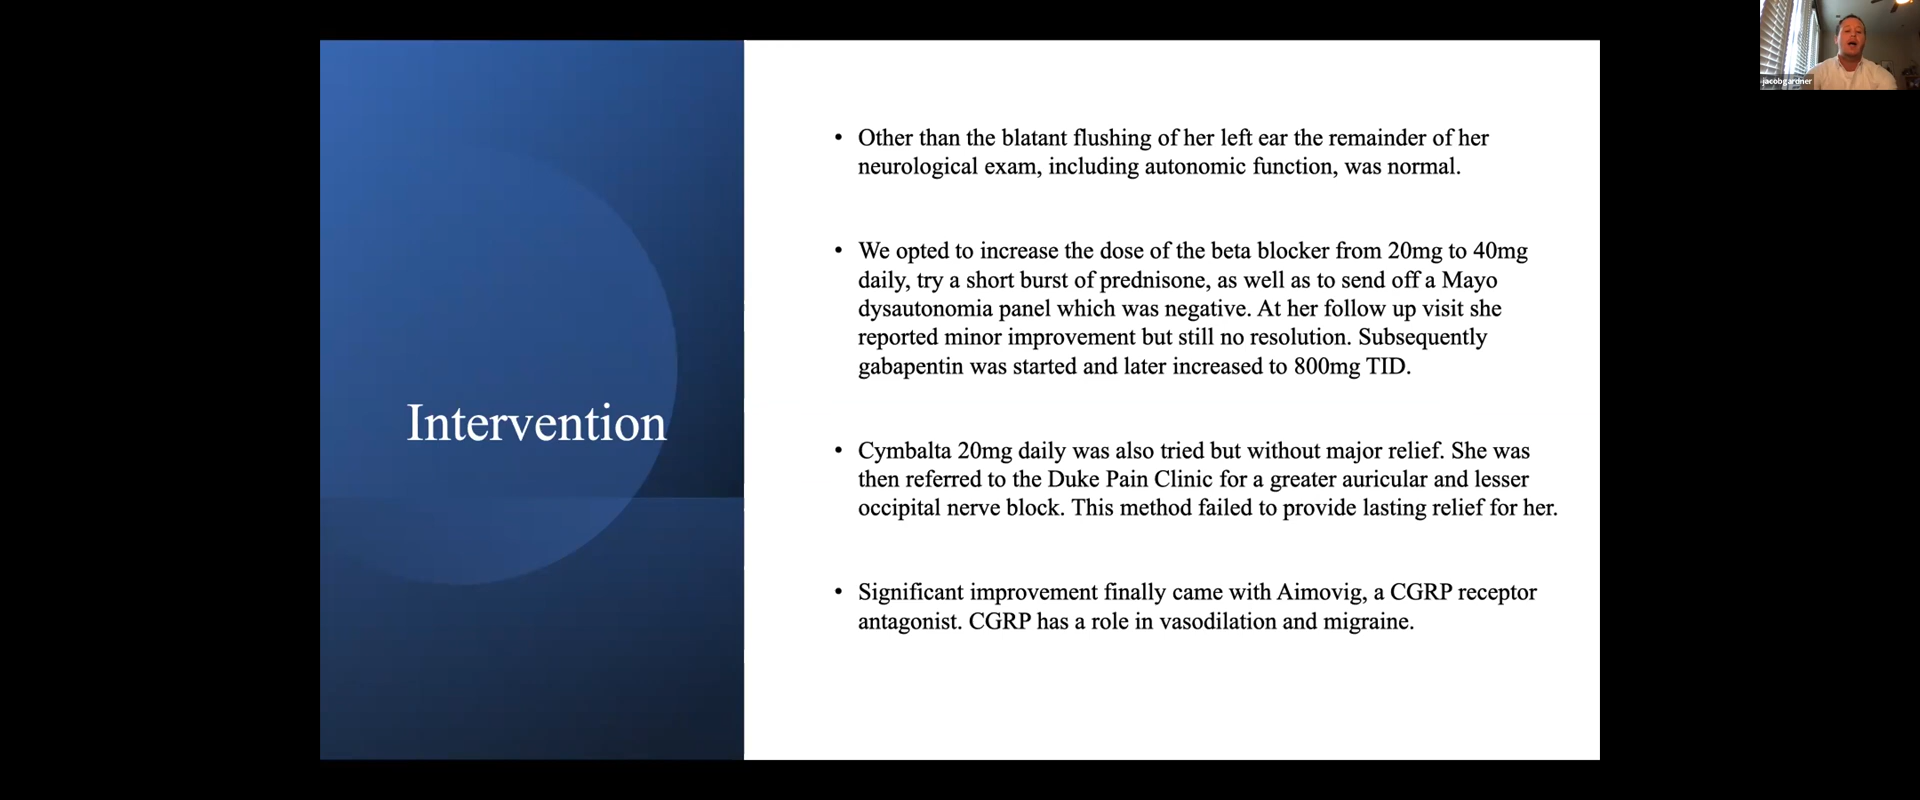 jacobgardner
Intervention
• Other than the blatant flushing of her left ear the remainder of her
neurological exam, including autonomic function, was normal.
• We opted to increase the dose of the beta blocker from 20mg to 40mg
daily, try a short burst of prednisone, as well as to send off a Mayo
dysautonomia panel which was negative. At her follow up visit she
reported minor improvement but still no resolution. Subsequently
gabapentin was started and later increased to 800mg TID.
• Cymbalta 20mg daily was also tried but without major relief. She was
then referred to the Duke Pain Clinic for a greater auricular and lesser
occipital nerve block. This method failed to provide lasting relief for her.
• Significant improvement finally came with Aimovig, a CGRP receptor
antagonist. CGRP has a role in vasodilation and migraine.